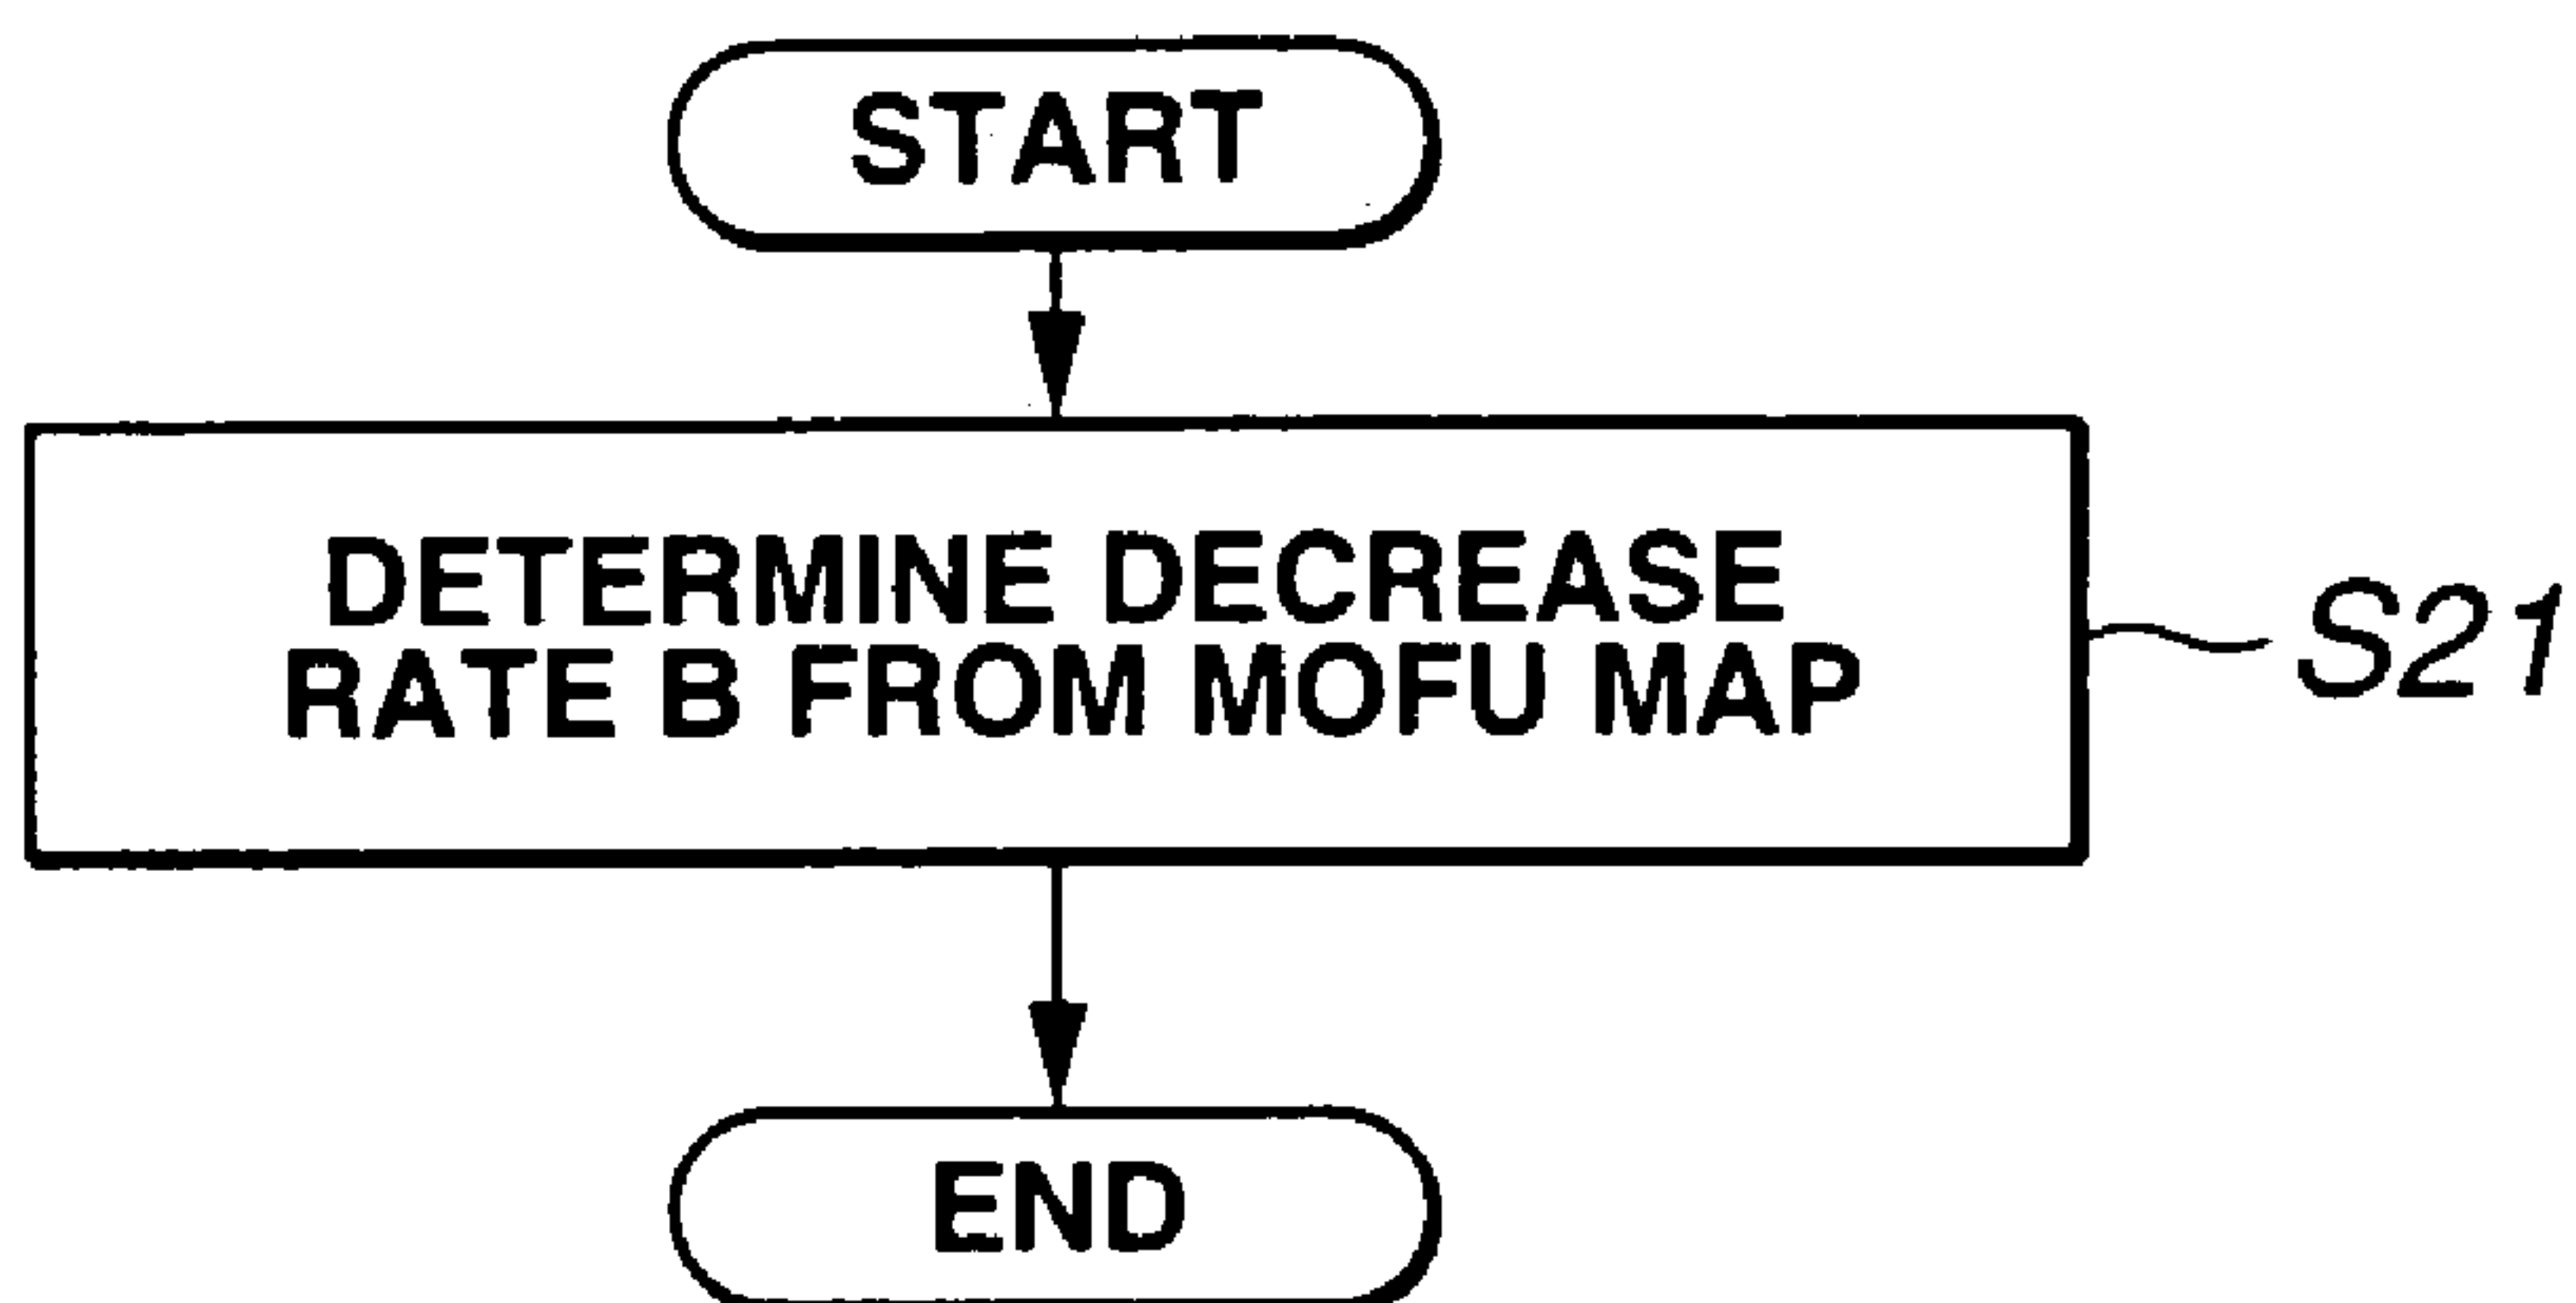 START
DETERMINE DECREASE
RATE B FROM MOFU MAP
S21
END